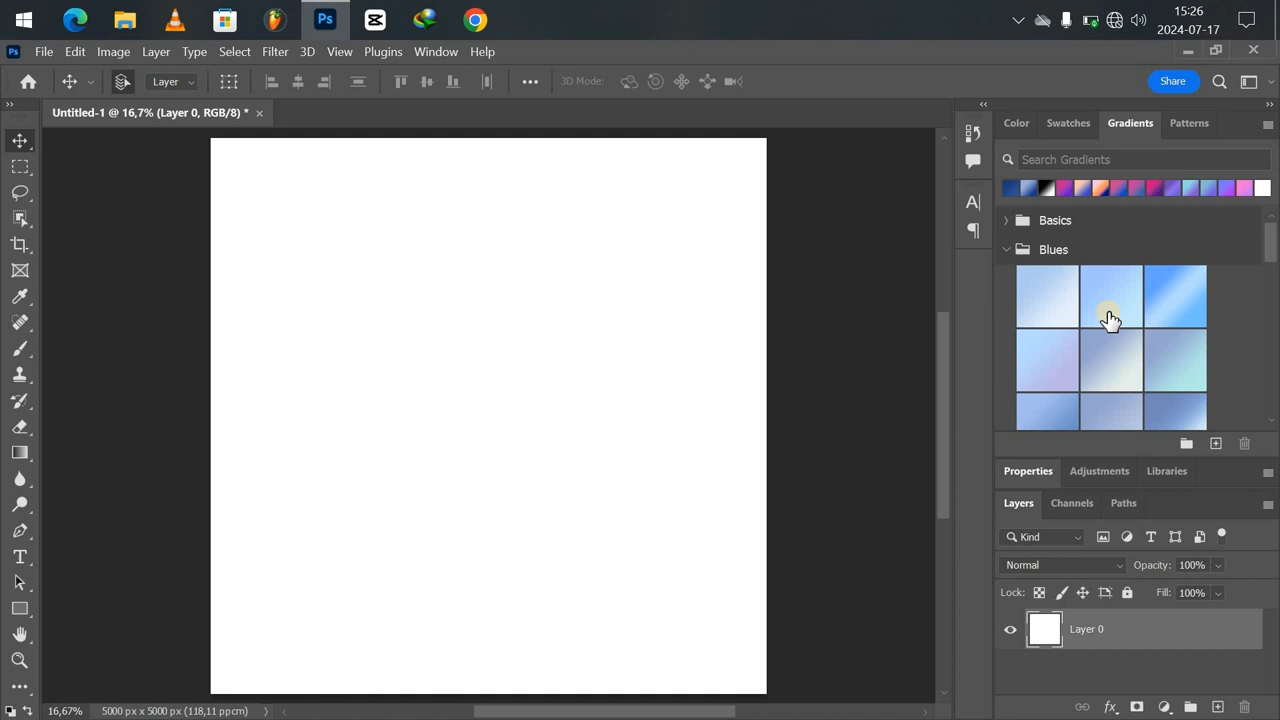 15:26
2024-07-17
Ps
File Edit Image Layer Type Select Filter 3D View Plugins Window Help
Layer 3D Mode: Share
Untitled-1 @ 16,7% (Layer 0, RGB/8) *
Color Swatches Gradients Patterns
Search Gradients
Basics
Blues
Properties Adjustments Libraries
Layers Channels Paths
Kind
Normal Opacity: 100%
Lock: Fill: 100%
Layer 0
16,67% 5000 px x 5000 px (118,11 ppcm)